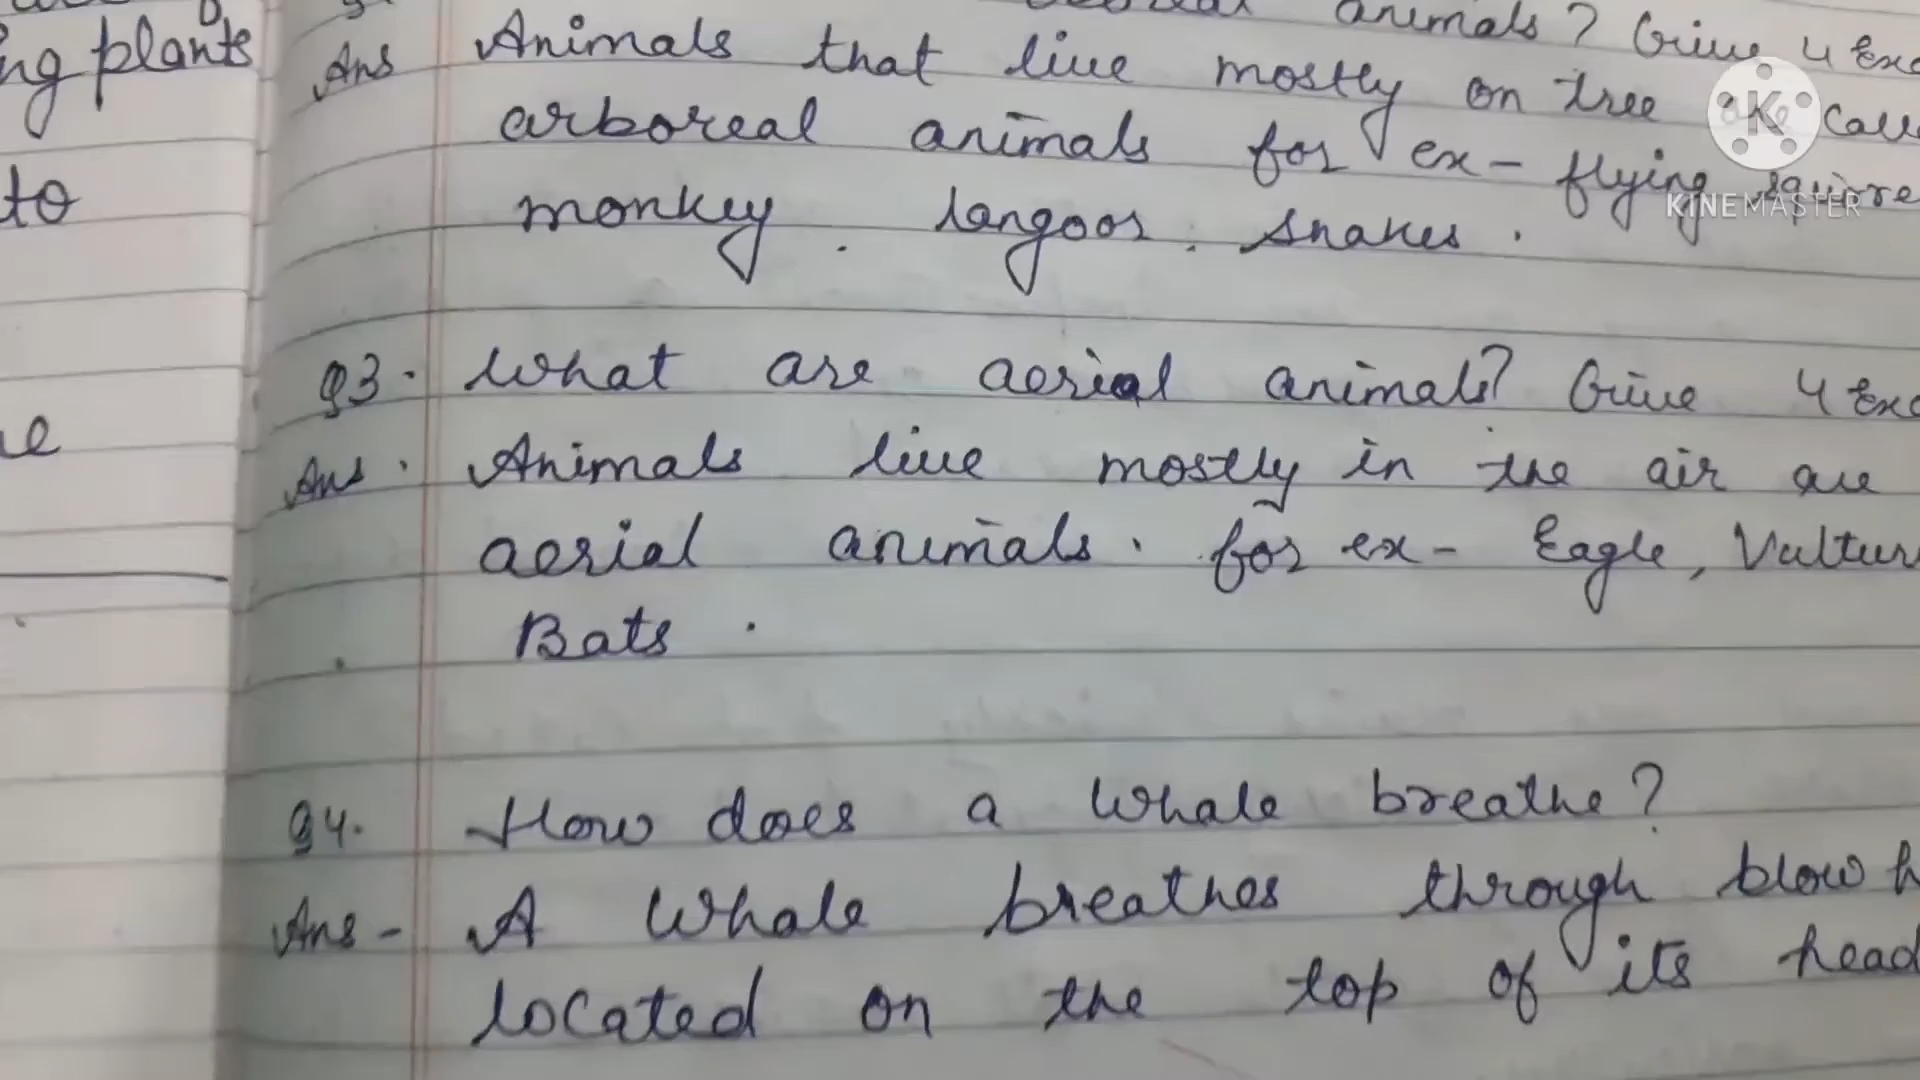 ng plants
to
animals? Give 4 Exa
Ans Animals that live mostly on tree are calle
arboreal animals for ex - flying squirre
monkey. langoor. snakes.
Q3. What are aerial animals? Give 4 Exa
Ans. Animals live mostly in the air are
aerial animals. for ex - Eagle, Vultur
Bats.
Q4. How does a whale breathe?
Ans - A Whale breathes through blow h
located on the top of its head
K
KINEMASTER